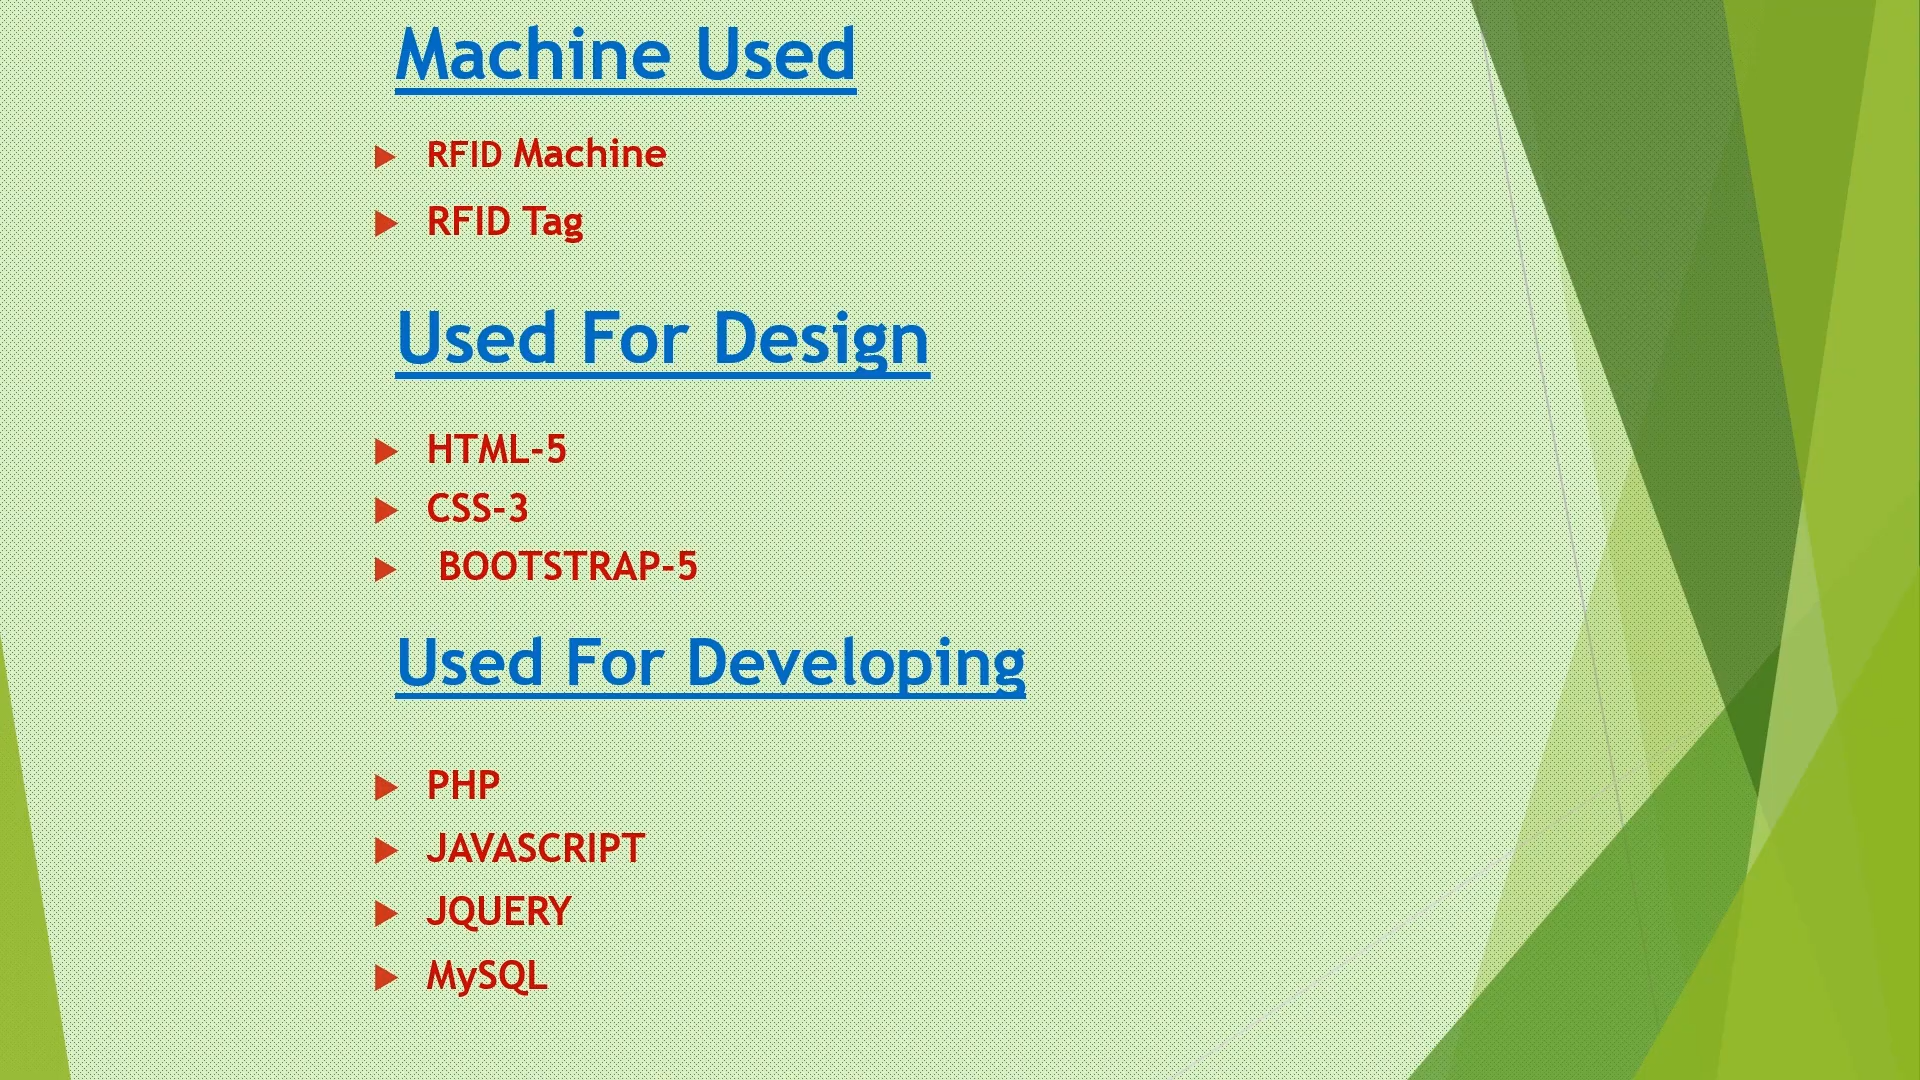 Machine Used
RFID Machine
RFID Tag
Used For Design
HTML-5
CSS-3
BOOTSTRAP-5
Used For Developing
PHP
JAVASCRIPT
JQUERY
MySQL